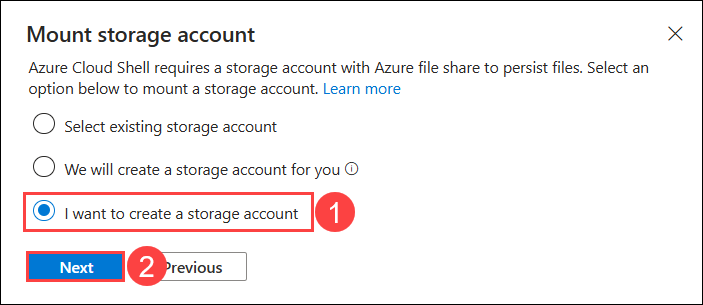 Mount storage account
Azure Cloud Shell requires a storage account with Azure file share to persist files. Select an
option below to mount a storage account. Learn more
Select existing storage account
We will create a storage account for you
I want to create a storage account
1
Next
2
Previous